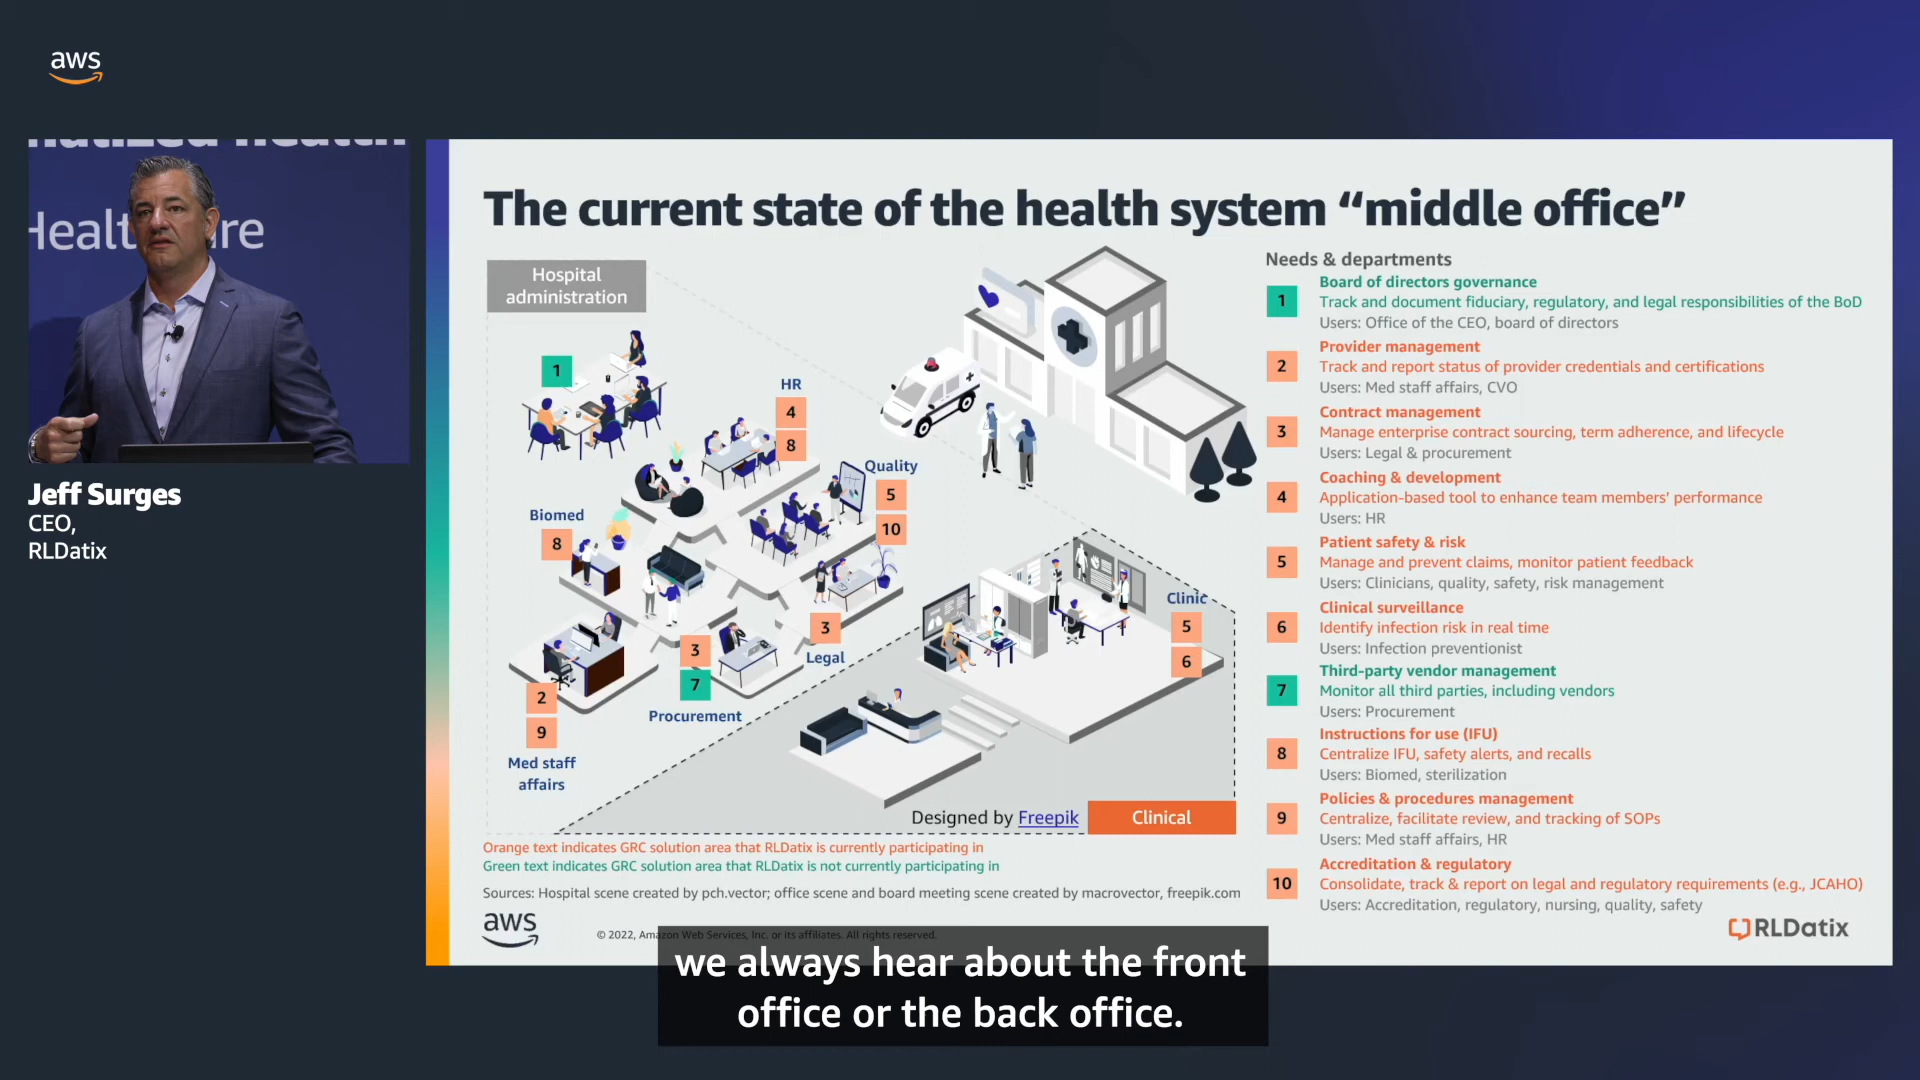 aws
Healthcare
Jeff Surges
CEO,
RLDatix
The current state of the health system “middle office”
Hospital
administration
1
HR
4
8
Quality
5
10
Biomed
8
3
Legal
3
7
Procurement
2
9
Med staff
affairs
Clinic
5
6
Designed by Freepik
Clinical
Orange text indicates GRC solution area that RLDatix is currently participating in
Green text indicates GRC solution area that RLDatix is not currently participating in
Sources: Hospital scene created by pch.vector; office scene and board meeting scene created by macrovector, freepik.com
Needs & departments
1
Board of directors governance
Track and document fiduciary, regulatory, and legal responsibilities of the BoD
Users: Office of the CEO, board of directors
2
Provider management
Track and report status of provider credentials and certifications
Users: Med staff affairs, CVO
3
Contract management
Manage enterprise contract sourcing, term adherence, and lifecycle
Users: Legal & procurement
4
Coaching & development
Application-based tool to enhance team members’ performance
Users: HR
5
Patient safety & risk
Manage and prevent claims, monitor patient feedback
Users: Clinicians, quality, safety, risk management
6
Clinical surveillance
Identify infection risk in real time
Users: Infection preventionist
7
Third-party vendor management
Monitor all third parties, including vendors
Users: Procurement
8
Instructions for use (IFU)
Centralize IFU, safety alerts, and recalls
Users: Biomed, sterilization
9
Policies & procedures management
Centralize, facilitate review, and tracking of SOPs
Users: Med staff affairs, HR
10
Accreditation & regulatory
Consolidate, track & report on legal and regulatory requirements (e.g., JCAHO)
Users: Accreditation, regulatory, nursing, quality, safety
aws
© 2022, Amazon Web Services, Inc. or its affiliates. All rights reserved.
RLDatix
we always hear about the front
office or the back office.